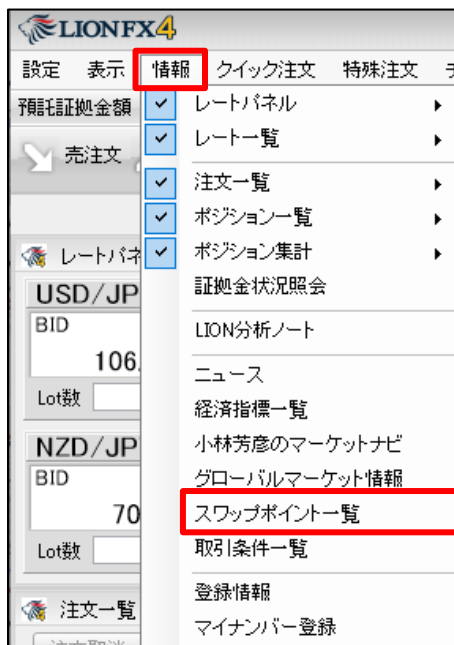 LIONFX4
設定 表示 情報 クイック注文 特殊注文
預託証拠金額
売注文
レートパネル
レート一覧
注文一覧
ポジション一覧
ポジション集計
証拠金状況照会
LION分析ノート
ニュース
経済指標一覧
小林芳彦のマーケットナビ
グローバルマーケット情報
スワップポイント一覧
取引条件一覧
登録情報
マイナンバー登録
レートパネ
USD/JP
BID
106.
Lot数
NZD/JP
BID
70
Lot数
注文一覧